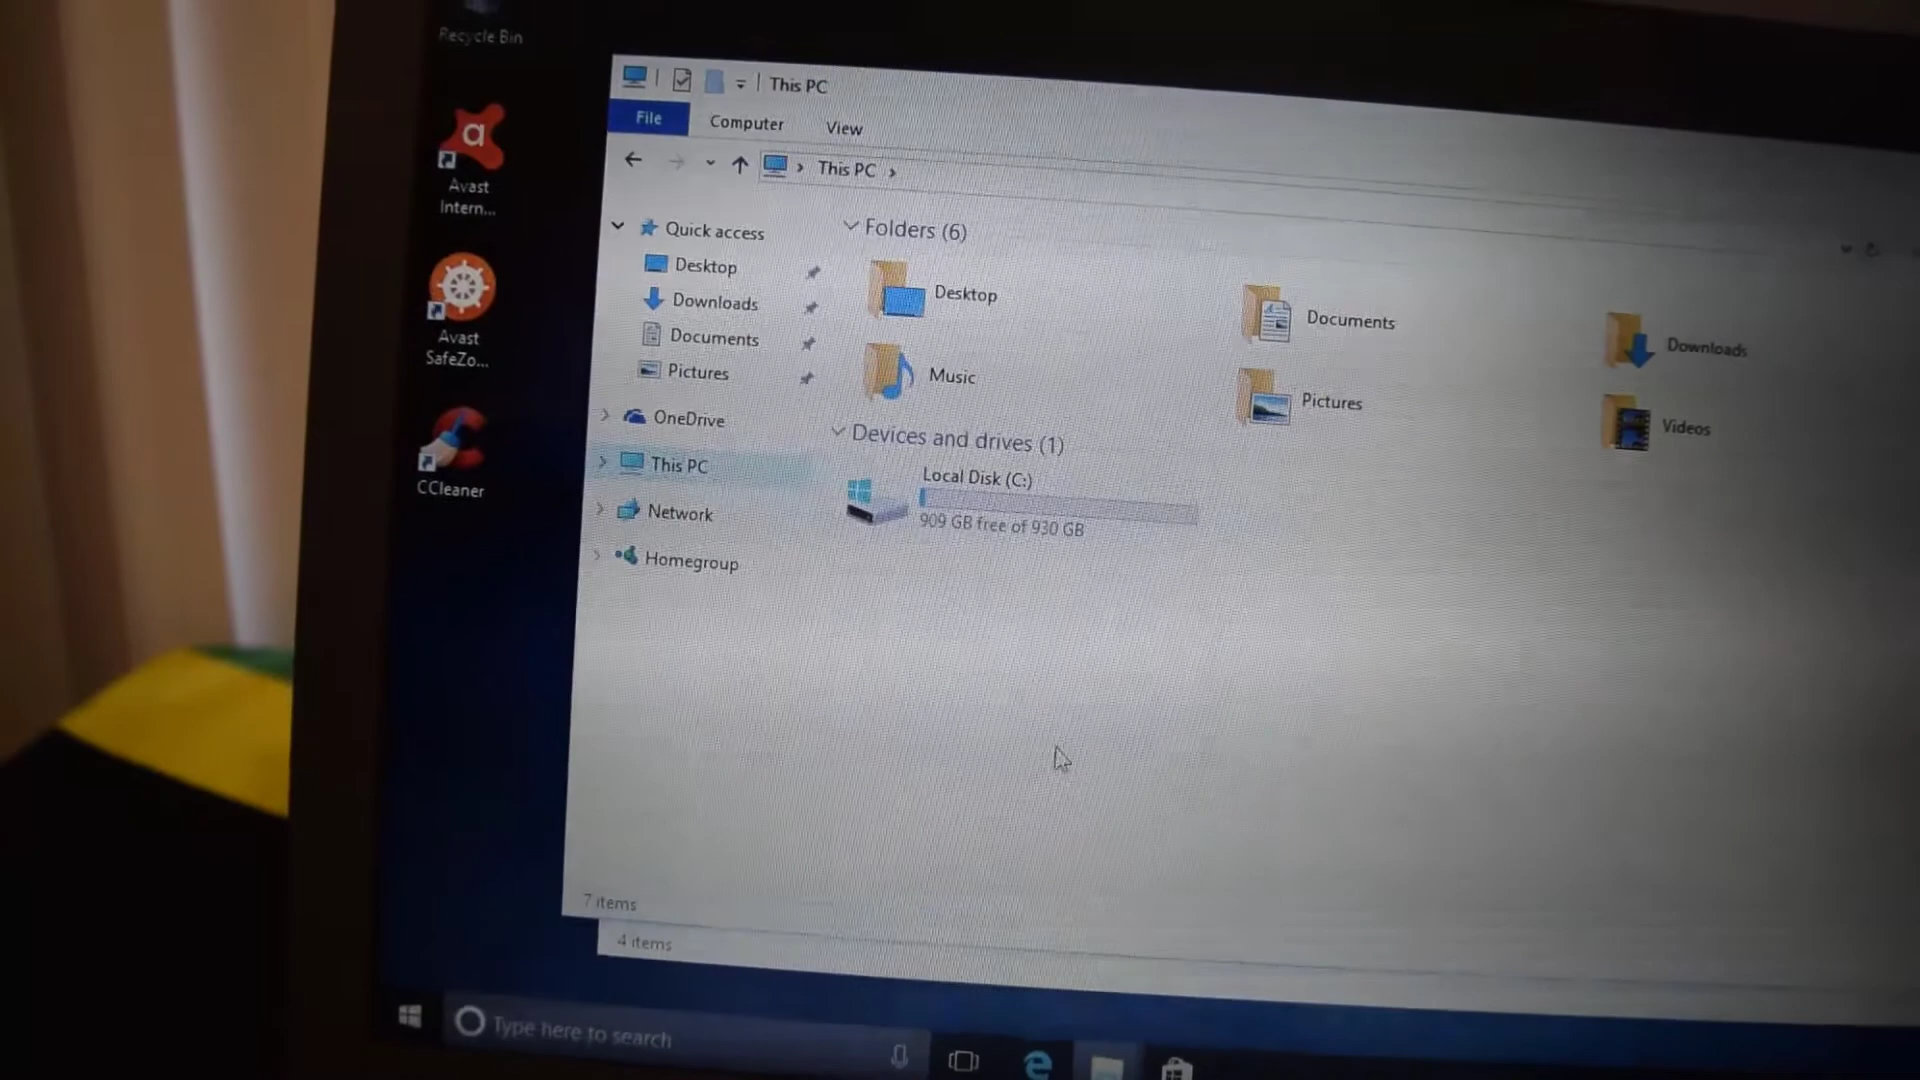 Recycle Bin
Avast
Intern...
Avast
SafeZo...
CCleaner
This PC
File
Computer
View
This PC
Quick access
Desktop
Downloads
Documents
Pictures
OneDrive
This PC
Network
Homegroup
Folders (6)
Desktop
Documents
Downloads
Music
Pictures
Videos
Devices and drives (1)
Local Disk (C:)
909 GB free of 930 GB
7 items
4 items
Type here to search